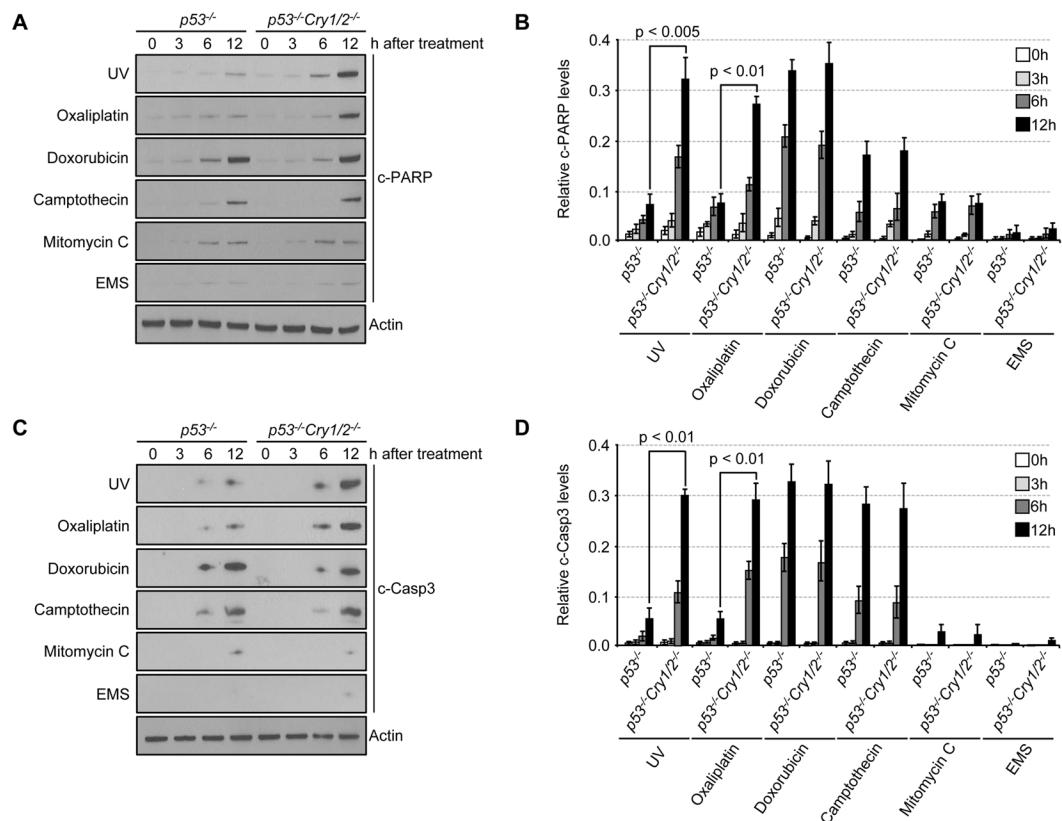 A
p53-/-
p53-/-Cry1/2-/-
0 3 6 12 0 3 6 12 h after treatment
UV
Oxaliplatin
Doxorubicin
Camptothecin
Mitomycin C
EMS
c-PARP
Actin
B
Relative c-PARP levels
0.4
0.3
0.2
0.1
0.0
p < 0.005
p < 0.01
0h
3h
6h
12h
p53-/-
p53-/-Cry1/2-/-
p53-/-
p53-/-Cry1/2-/-
p53-/-
p53-/-Cry1/2-/-
p53-/-
p53-/-Cry1/2-/-
p53-/-
p53-/-Cry1/2-/-
p53-/-
p53-/-Cry1/2-/-
UV
Oxaliplatin
Doxorubicin
Camptothecin
Mitomycin C
EMS
C
p53-/-
p53-/-Cry1/2-/-
0 3 6 12 0 3 6 12 h after treatment
UV
Oxaliplatin
Doxorubicin
Camptothecin
Mitomycin C
EMS
c-Casp3
Actin
D
Relative c-Casp3 levels
0.4
0.3
0.2
0.1
0.0
p < 0.01
p < 0.01
0h
3h
6h
12h
p53-/-
p53-/-Cry1/2-/-
p53-/-
p53-/-Cry1/2-/-
p53-/-
p53-/-Cry1/2-/-
p53-/-
p53-/-Cry1/2-/-
p53-/-
p53-/-Cry1/2-/-
p53-/-
p53-/-Cry1/2-/-
UV
Oxaliplatin
Doxorubicin
Camptothecin
Mitomycin C
EMS